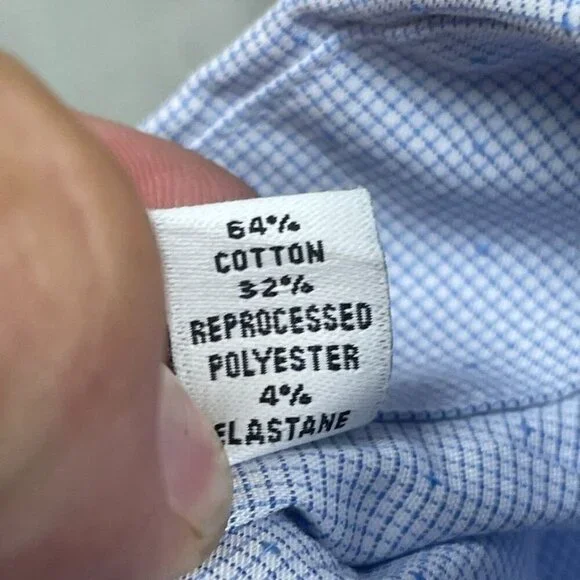 64%
COTTON
32%
REPROCESSED
POLYESTER
4%
ELASTANE